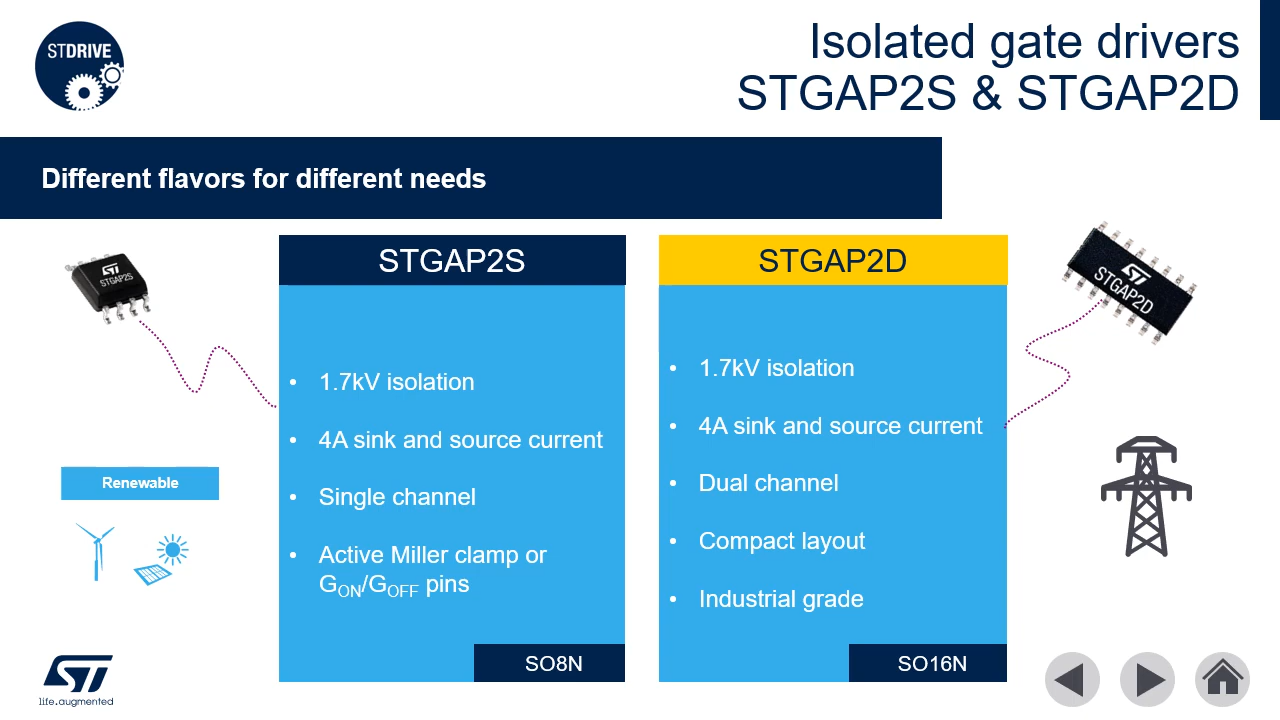 STDRIVE
Isolated gate drivers
STGAP2S & STGAP2D
Different flavors for different needs
STGAP2S
STGAP2S
• 1.7kV isolation
• 4A sink and source current
• Single channel
• Active Miller clamp or
GON/GOFF pins
SO8N
STGAP2D
• 1.7kV isolation
• 4A sink and source current
• Dual channel
• Compact layout
• Industrial grade
SO16N
ST
STGAP2D
Renewable
ST
life.augmented